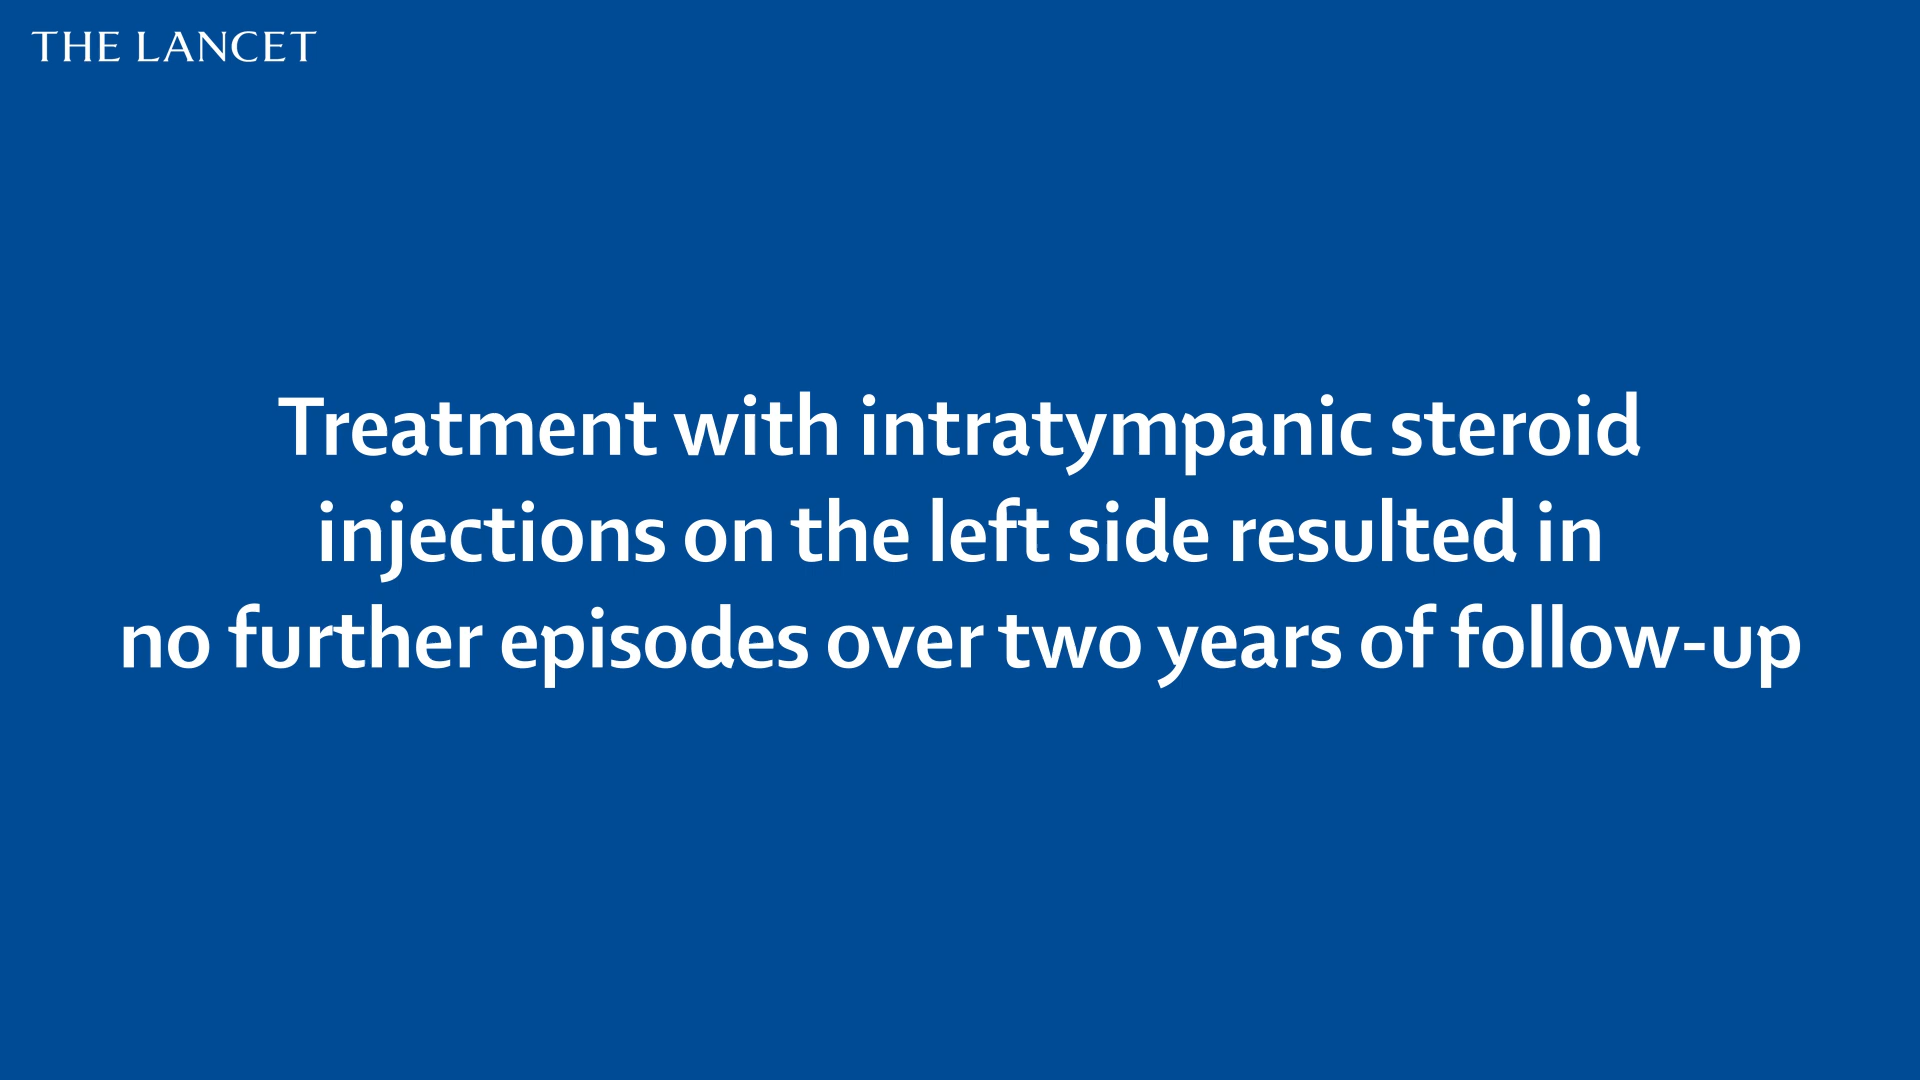 THE LANCET
Treatment with intratympanic steroid
injections on the left side resulted in
no further episodes over two years of follow-up